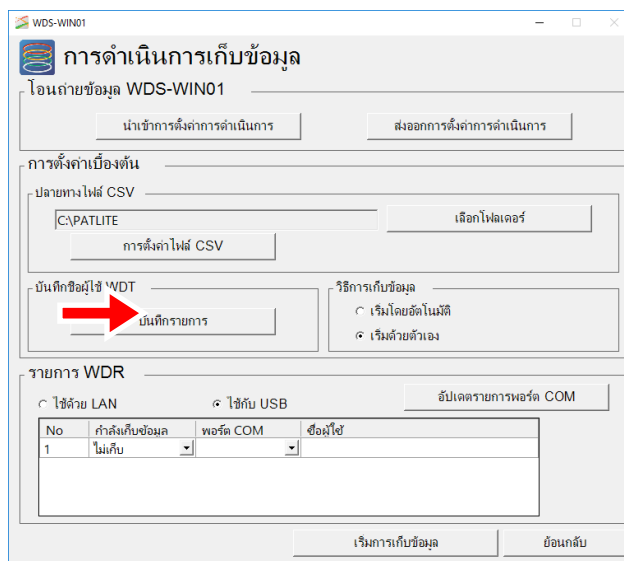 WDS-WIN01
การดำเนินการเก็บข้อมูล
โอนถ่ายข้อมูล WDS-WIN01
นำเข้าการตั้งค่าการดำเนินการ ส่งออกการตั้งค่าการดำเนินการ
การตั้งค่าเบื้องต้น
ปลายทางไฟล์ CSV
C:\PATLITE เลือกโฟลเดอร์
การตั้งค่าไฟล์ CSV
บันทึกชื่อผู้ใช้ WDT วิธีการเก็บข้อมูล
เริ่มโดยอัตโนมัติ
บันทึกรายการ
เริ่มด้วยตัวเอง
รายการ WDR
อัปเดตรายการพอร์ต COM
ใช้ด้วย LAN ใช้กับ USB
No กำลังเก็บข้อมูล พอร์ต COM ชื่อผู้ใช้
1 ไม่เก็บ
เริ่มการเก็บข้อมูล ย้อนกลับ